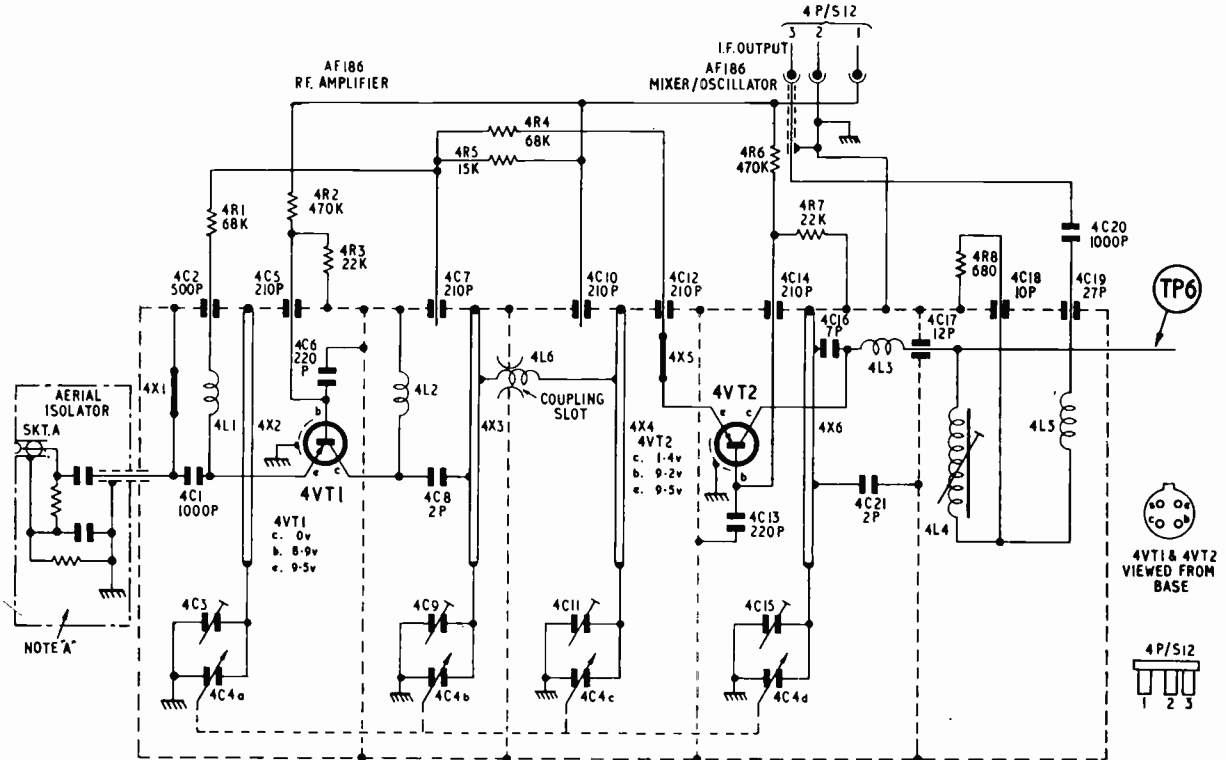 4P/S12
3 2 1
I.F. OUTPUT
AF186
R.F. AMPLIFIER
AF186
MIXER/OSCILLATOR
4R4
68K
4R5
15K
4R6
470K
4R1
68K
4R2
470K
4R3
22K
4R7
22K
4C20
1000P
4R8
680
4C2
500P
4C5
210P
4C7
210P
4C10
210P
4C12
210P
4C14
210P
4C18
10P
4C19
27P
TP6
4C16
7P
4C17
12P
4C6
220
P
4L6
COUPLING
SLOT
4X5
4L3
AERIAL
ISOLATOR
SKT.A
4X1
4L1
4X2
b
e
c
4VT1
4L2
4X3
4X4
4VT2
c. 1·4v
b. 9·2v
e. 9·5v
4VT2
e
c
b
4X6
4L5
4C1
1000P
4C8
2P
4C13
220P
4C21
2P
4L4
4VT1
c. 0v
b. 8·9v
e. 9·5v
s e
c b
4VT1 & 4VT2
VIEWED FROM
BASE
NOTE "A"
4C3
4C9
4C11
4C15
4C4a
4C4b
4C4c
4C4d
4P/S12
1 2 3